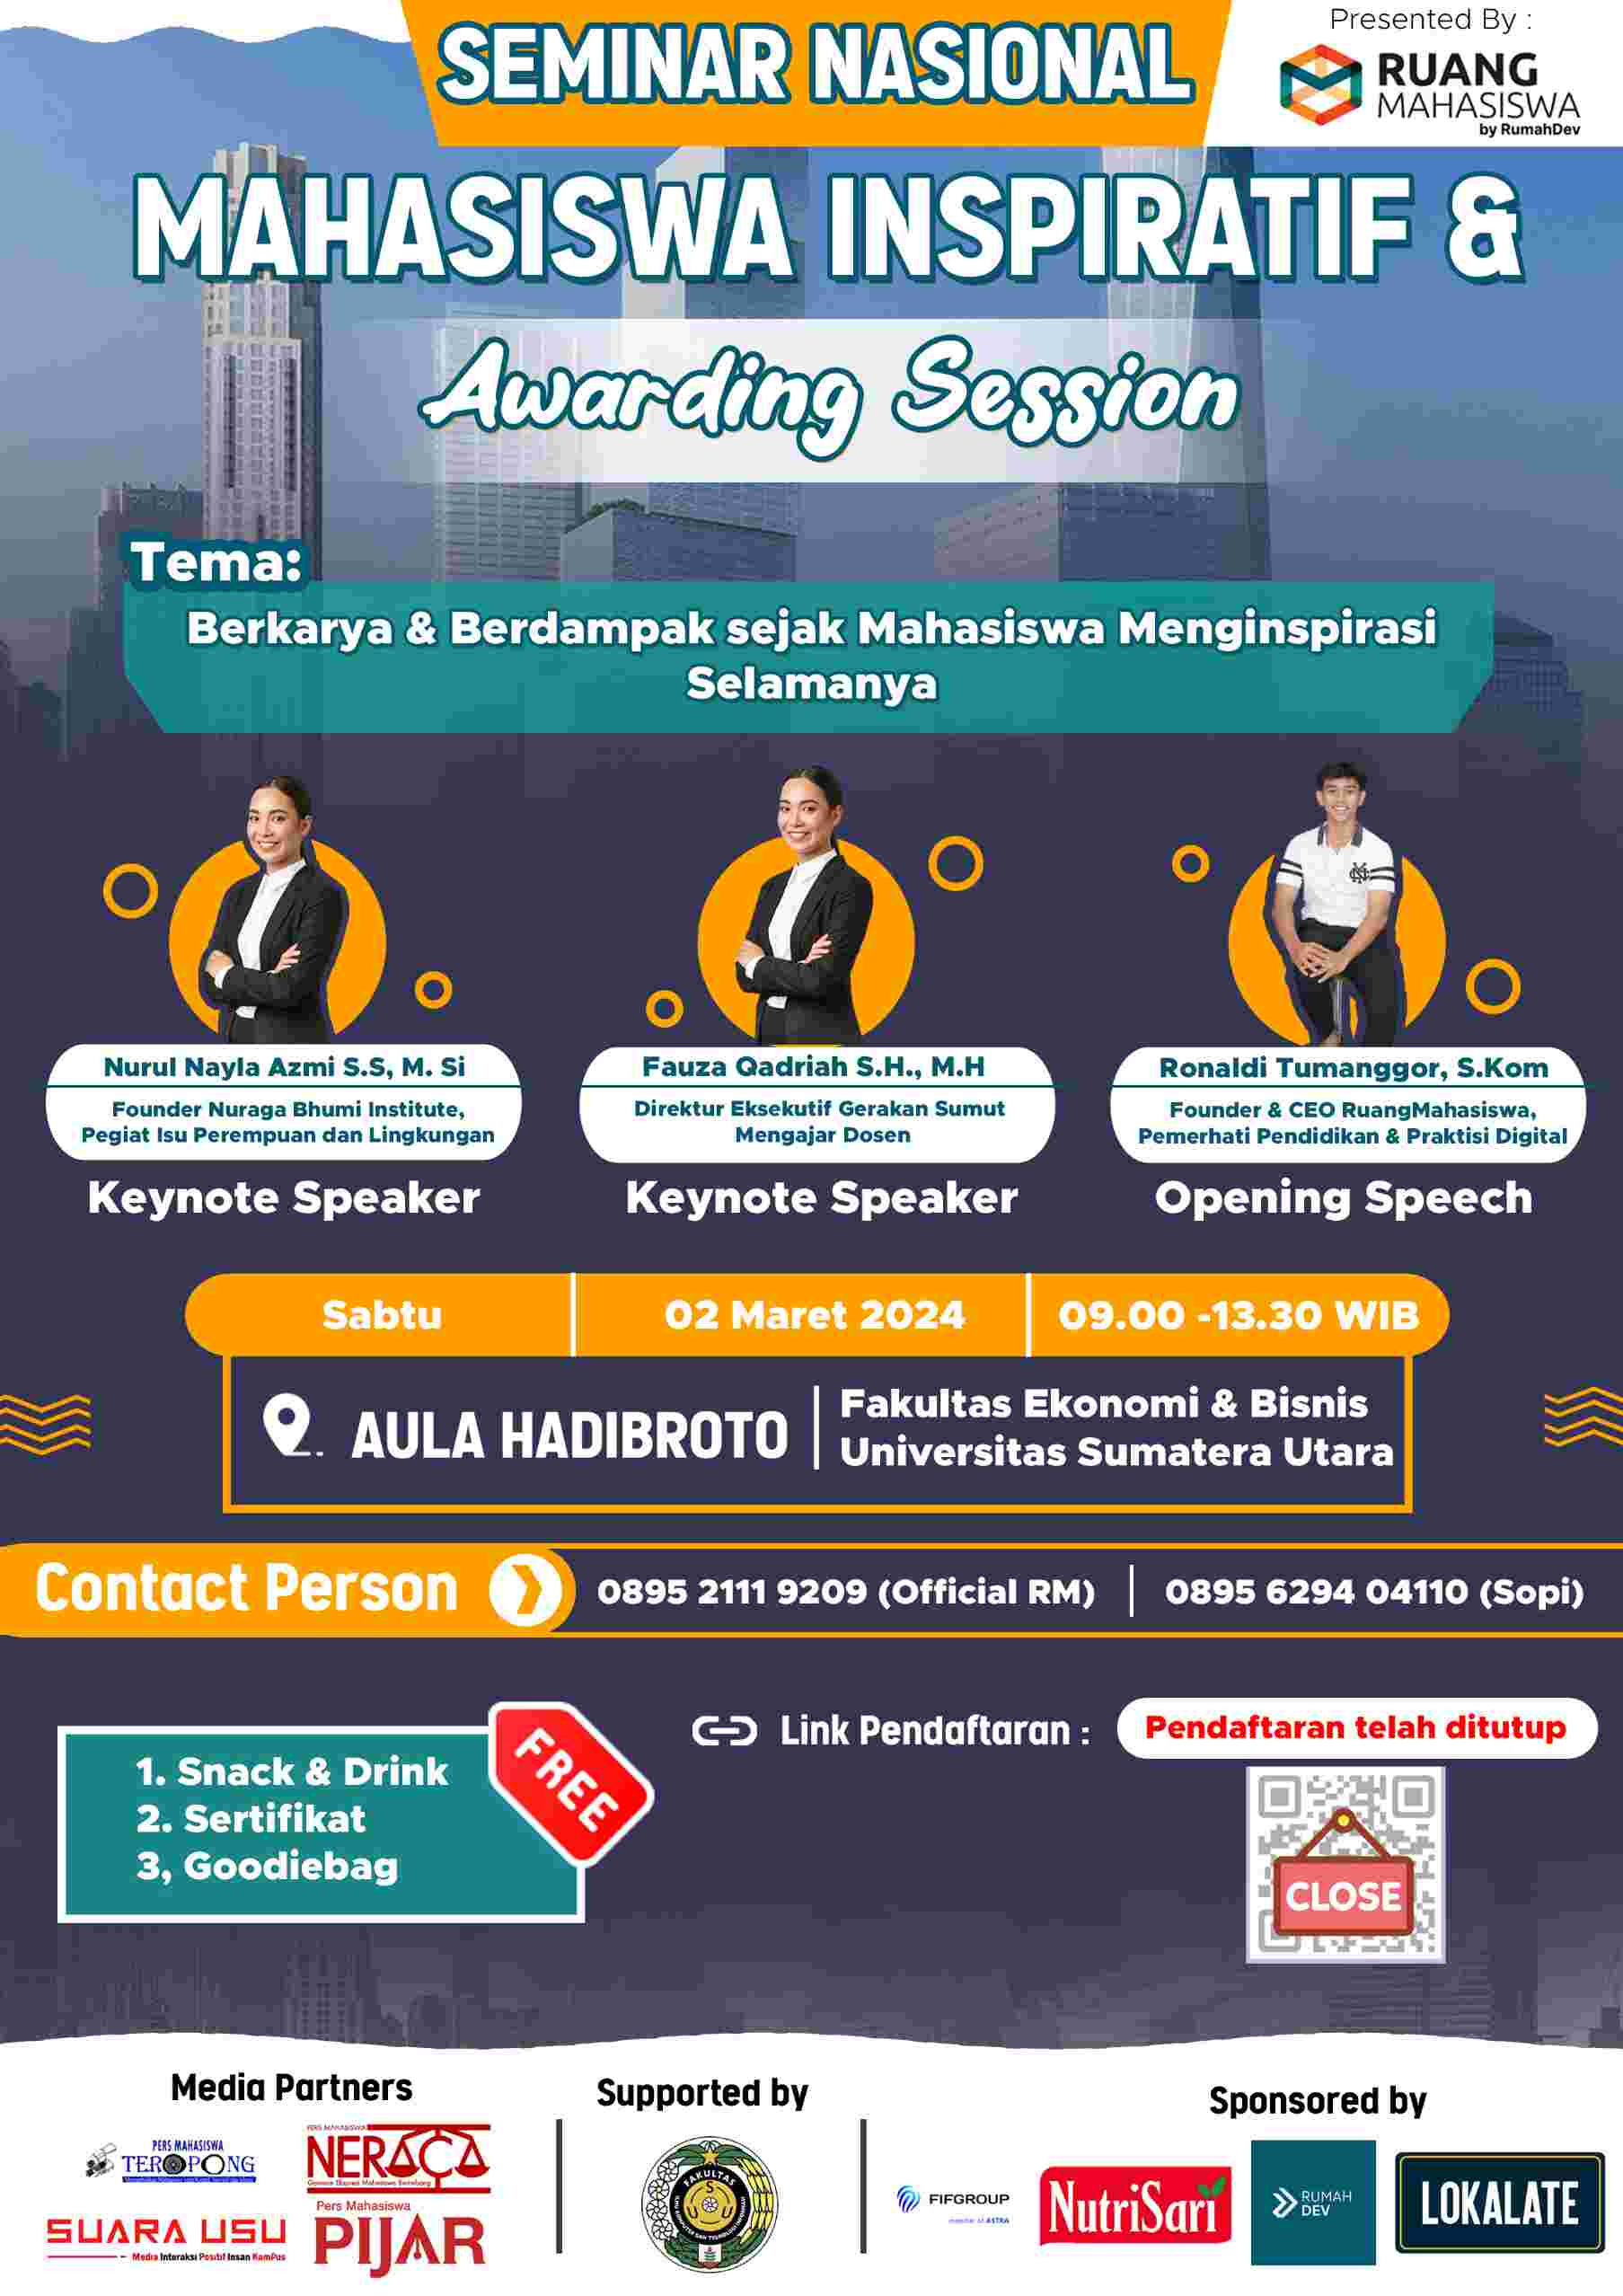 SEMINAR NASIONAL
Presented By :
RUANG
MAHASISWA
by RumahDev
MAHASISWA INSPIRATIF &
Awarding Session
Tema:
Berkarya & Berdampak sejak Mahasiswa Menginspirasi
Selamanya
Nurul Nayla Azmi S.S, M. Si
Founder Nuraga Bhumi Institute,
Pegiat Isu Perempuan dan Lingkungan
Keynote Speaker
Fauza Qadriah S.H., M.H
Direktur Eksekutif Gerakan Sumut
Mengajar Dosen
Keynote Speaker
Ronaldi Tumanggor, S.Kom
Founder & CEO RuangMahasiswa,
Pemerhati Pendidikan & Praktisi Digital
Opening Speech
Sabtu
02 Maret 2024
09.00 -13.30 WIB
AULA HADIBROTO
Fakultas Ekonomi & Bisnis
Universitas Sumatera Utara
Contact Person
0895 2111 9209 (Official RM)
0895 6294 04110 (Sopi)
1. Snack & Drink
2. Sertifikat
3, Goodiebag
FREE
Link Pendaftaran :
Pendaftaran telah ditutup
CLOSE
Media Partners
PERS MAHASISWA
TEROPONG
PERS MAHASISWA
NERACA
SUARA USU
Media Interaksi Positif Insan KamPus
Pers Mahasiswa
PIJAR
Supported by
FAKULTAS
Sponsored by
FIFGROUP
member of ASTRA
NutriSari
RUMAH
DEV
LOKALATE